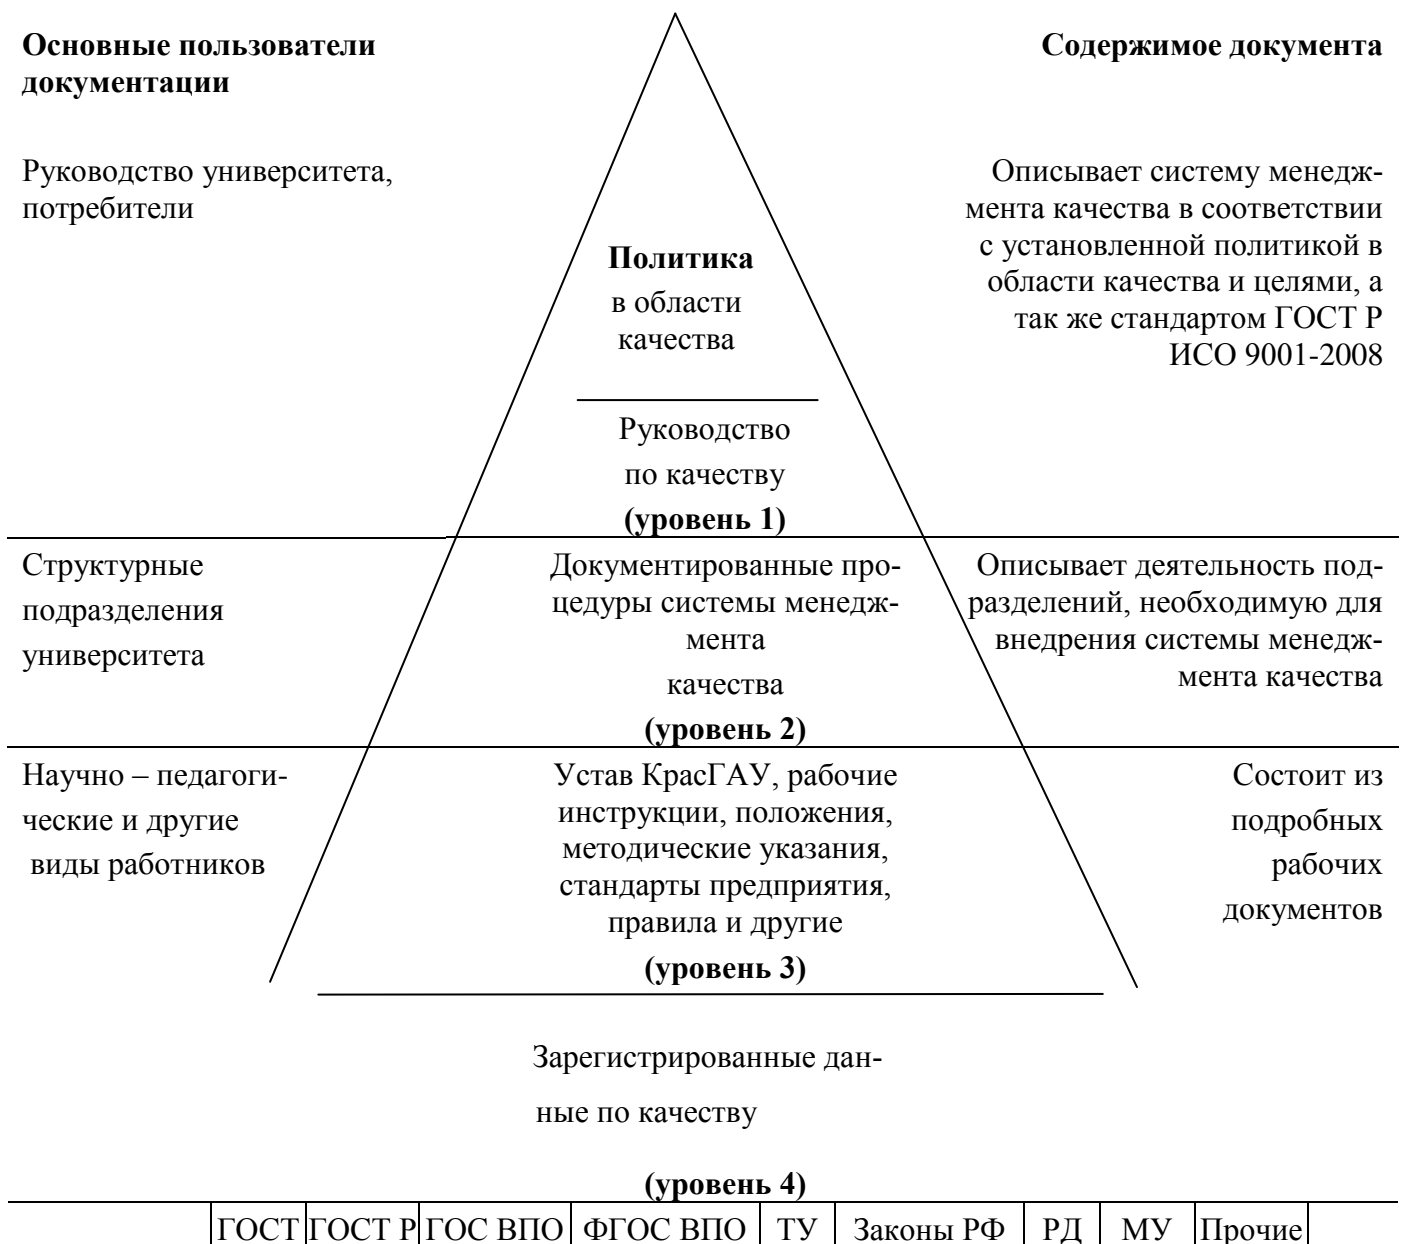 Основные пользователи
документации
Содержимое документа
Руководство университета,
потребители
Описывает систему менедж-
мента качества в соответствии
с установленной политикой в
области качества и целями, а
так же стандартом ГОСТ Р
ИСО 9001-2008
Политика
в области
качества
Руководство
по качеству
(уровень 1)
Структурные
подразделения
университета
Документированные про-
цедуры системы менедж-
мента
качества
(уровень 2)
Описывает деятельность под-
разделений, необходимую для
внедрения системы менедж-
мента качества
Научно – педагоги-
ческие и другие
виды работников
Устав КрасГАУ, рабочие
инструкции, положения,
методические указания,
стандарты предприятия,
правила и другие
(уровень 3)
Состоит из
подробных
рабочих
документов
Зарегистрированные дан-
ные по качеству
(уровень 4)
ГОСТ ГОСТ Р ГОС ВПО ФГОС ВПО ТУ Законы РФ РД МУ Прочие